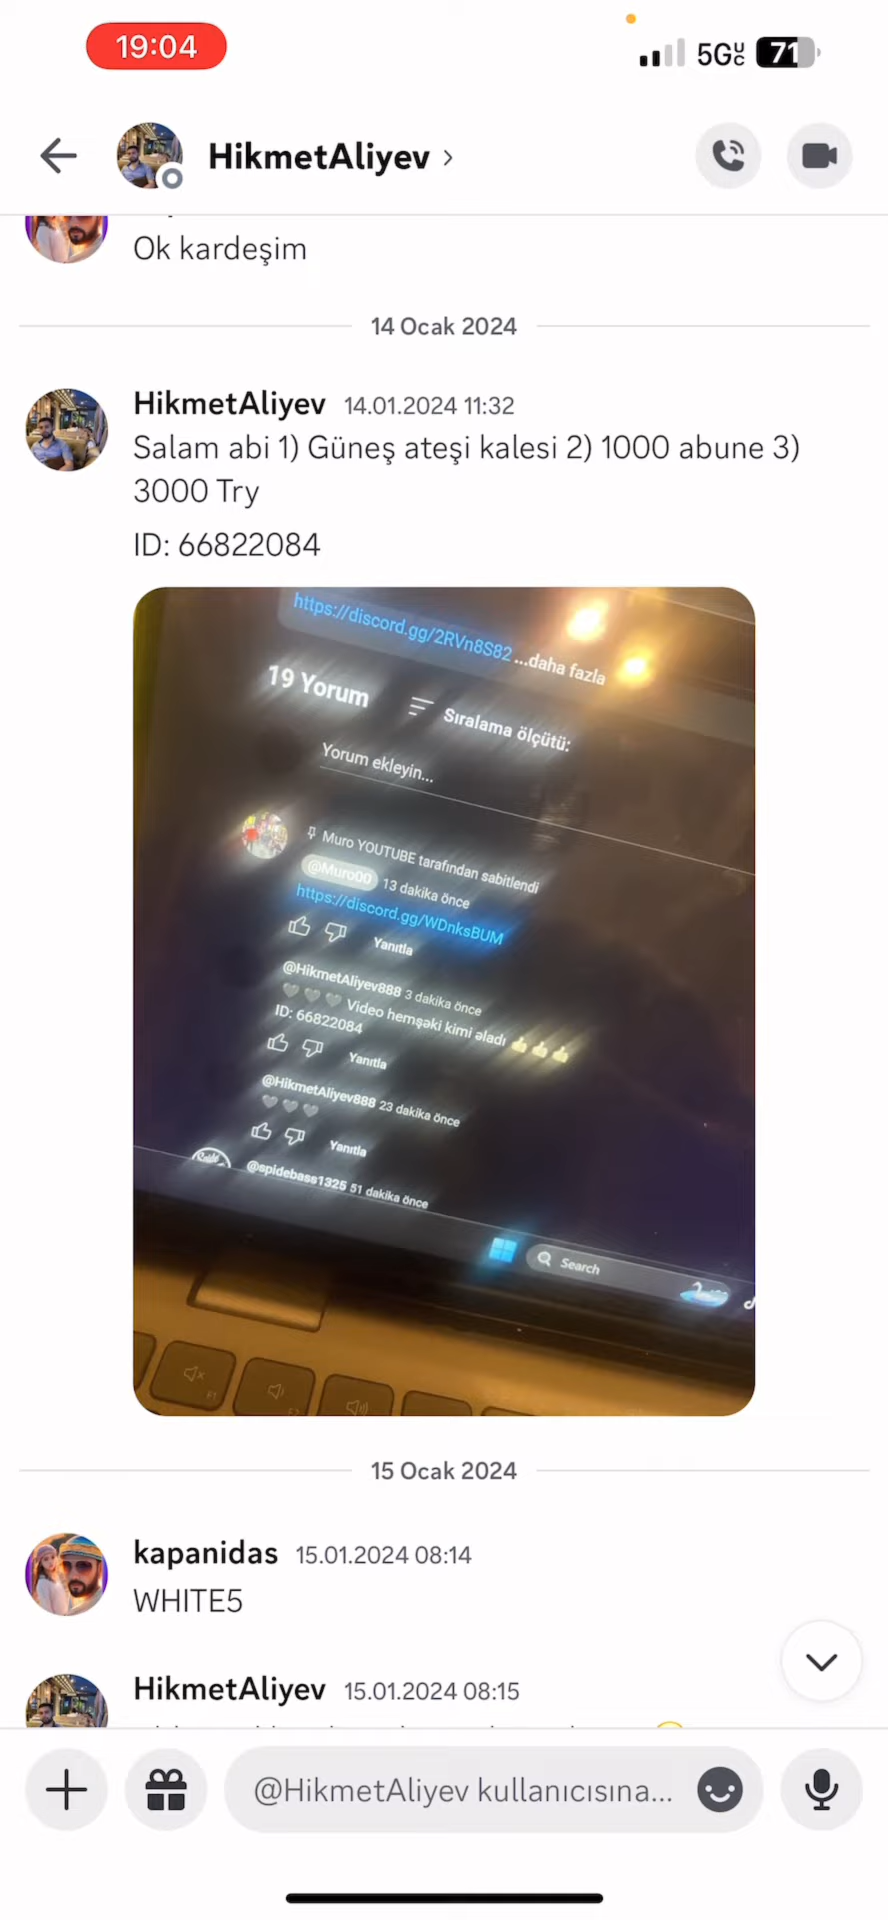 19:04
5G
71
HikmetAliyev
Ok kardeşim
14 Ocak 2024
HikmetAliyev 14.01.2024 11:32
Salam abi 1) Güneş ateşi kalesi 2) 1000 abune 3)
3000 Try
ID: 66822084
https://discord.gg/2RVn8S82 ...daha fazla
19 Yorum Sıralama ölçütü:
Yorum ekleyin...
Muro YOUTUBE tarafından sabitlendi
@Muro00 13 dakika önce
https://discord.gg/WDnksBUM
Yanıtla
@HikmetAliyev888 3 dakika önce
🩶🩶🩶 Video hemşəki kimi əladı 👍👍👍
ID: 66822084
Yanıtla
@HikmetAliyev888 23 dakika önce
🩶🩶🩶
Yanıtla
@spidebass1325 51 dakika önce
Search
F1
15 Ocak 2024
kapanidas 15.01.2024 08:14
WHITE5
HikmetAliyev 15.01.2024 08:15
@HikmetAliyev kullanıcısına...